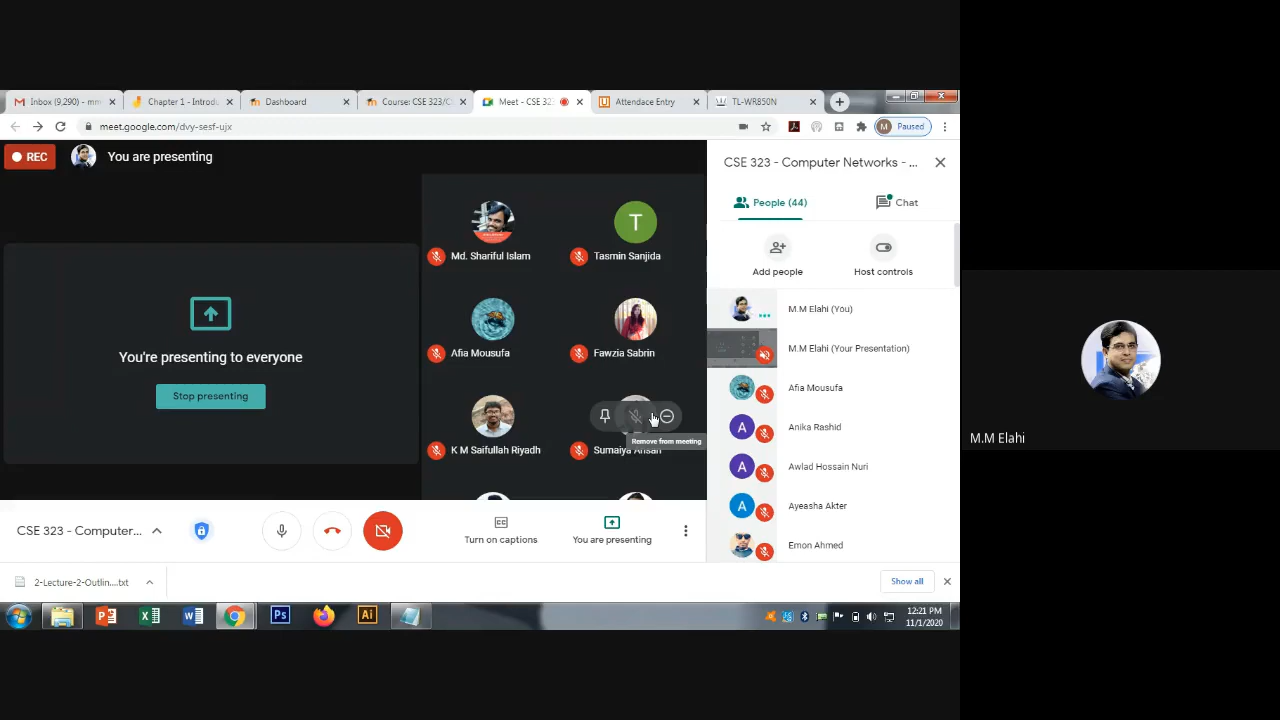 Inbox (9,290) - mm
Chapter 1 - Introdu
Dashboard
Course: CSE 323/C
Meet - CSE 323
Attendace Entry
TL-WR850N
meet.google.com/dvy-sesf-ujx
M
Paused
REC
You are presenting
CSE 323 - Computer Networks - ...
People (44)
Chat
Add people
Host controls
You're presenting to everyone
Stop presenting
Md. Shariful Islam
T
Tasmin Sanjida
Afia Mousufa
Fawzia Sabrin
K M Saifullah Riyadh
Sumaiya Ahsan
Remove from meeting
M.M Elahi (You)
M.M Elahi (Your Presentation)
Afia Mousufa
A
Anika Rashid
A
Awlad Hossain Nuri
A
Ayeasha Akter
Emon Ahmed
CSE 323 - Computer...
Turn on captions
You are presenting
2-Lecture-2-Outlin....txt
Show all
Ps
Ai
12:21 PM
11/1/2020
M.M Elahi